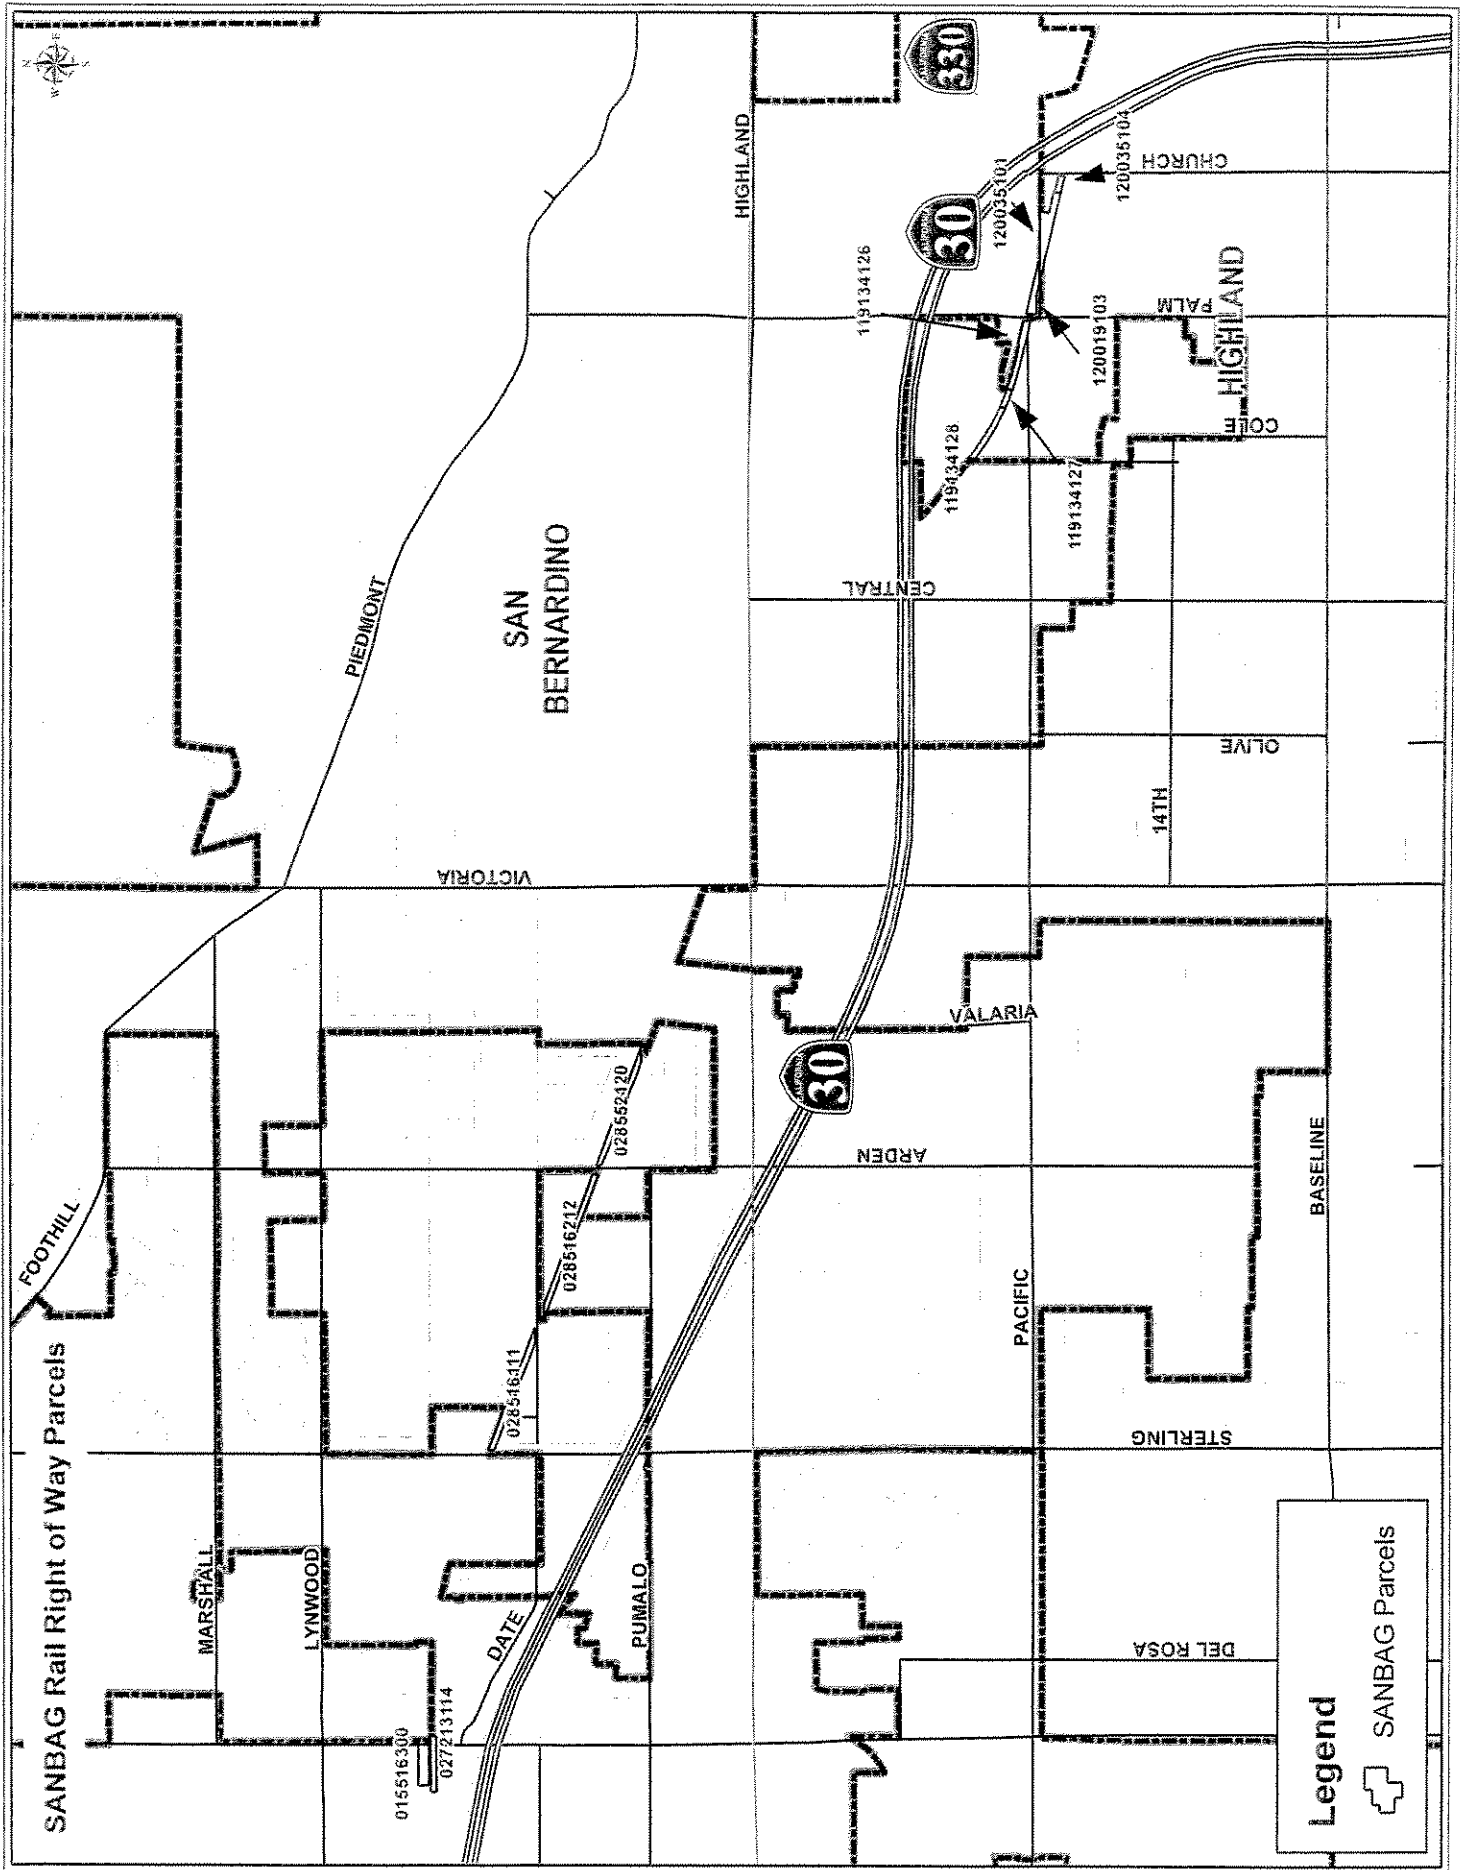 SANBAG Rail Right of Way Parcels
N
E
S
W
FOOTHILL
MARSHALL
LYNWOOD
DATE
PUMALO
015516300
027213114
028516111
028516212
028552120
VICTORIA
PIEDMONT
SAN
BERNARDINO
HIGHLAND
330
30
30
ARDEN
VALARIA
CENTRAL
PACIFIC
STERLING
DEL ROSA
BASELINE
OLIVE
14TH
COLE
PALM
CHURCH
HIGHLAND
119134126
119134128
119134127
120019103
120035101
120035104
Legend
SANBAG Parcels